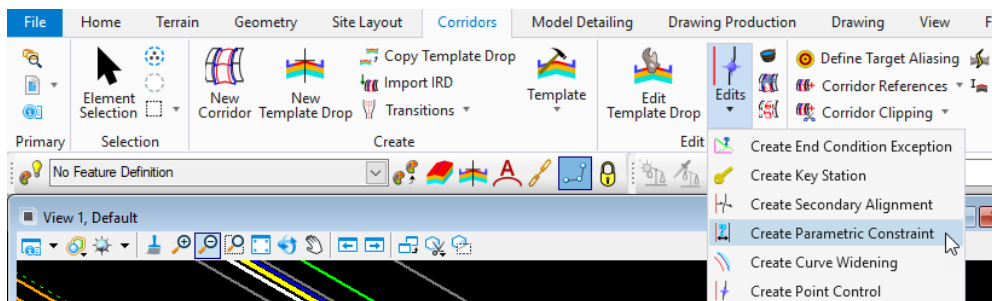 File Home Terrain Geometry Site Layout Corridors Model Detailing Drawing Production Drawing View
Copy Template Drop
Import IRD
Transitions
Element Selection
New Corridor
New Template Drop
Template
Edit Template Drop
Edits
Define Target Aliasing
Corridor References
Corridor Clipping
Primary Selection Create Edit
No Feature Definition
View 1, Default
Create End Condition Exception
Create Key Station
Create Secondary Alignment
Create Parametric Constraint
Create Curve Widening
Create Point Control